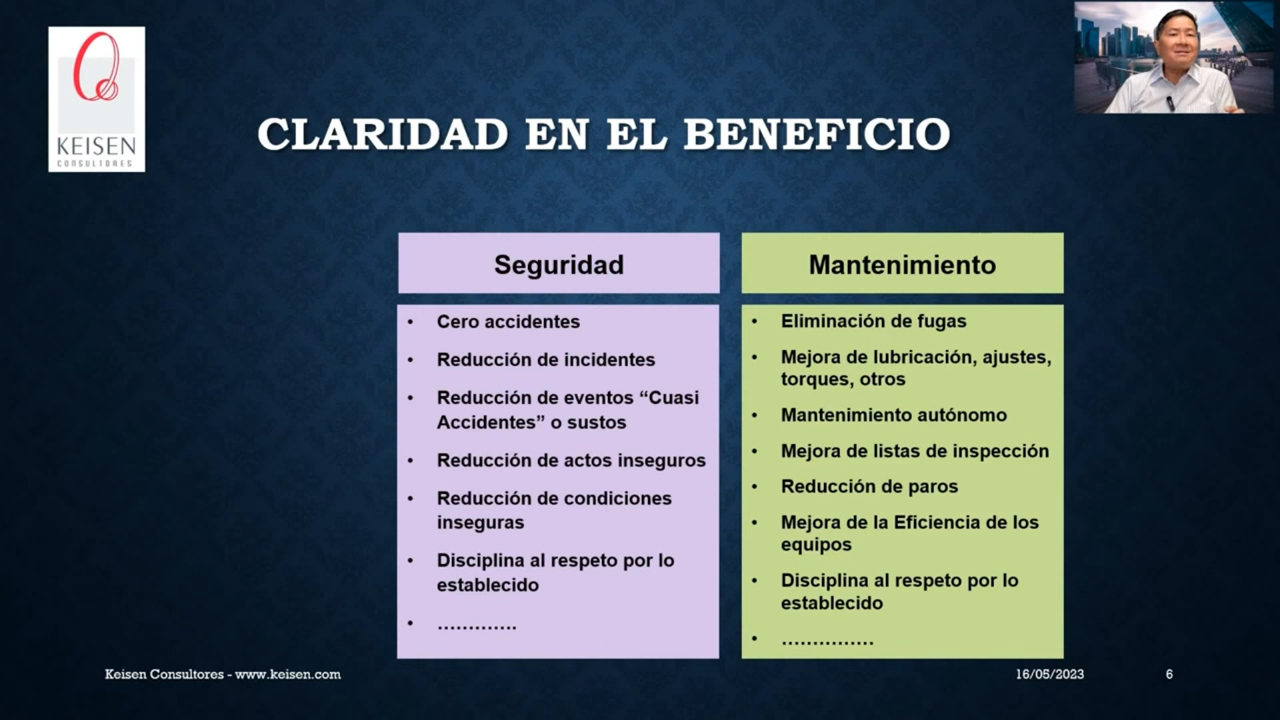 KEISEN
CONSULTORES
CLARIDAD EN EL BENEFICIO
Seguridad
• Cero accidentes
• Reducción de incidentes
• Reducción de eventos “Cuasi
Accidentes” o sustos
• Reducción de actos inseguros
• Reducción de condiciones
inseguras
• Disciplina al respeto por lo
establecido
• .............
Mantenimiento
• Eliminación de fugas
• Mejora de lubricación, ajustes,
torques, otros
• Mantenimiento autónomo
• Mejora de listas de inspección
• Reducción de paros
• Mejora de la Eficiencia de los
equipos
• Disciplina al respeto por lo
establecido
• ...............
Keisen Consultores - www.keisen.com
16/05/2023
6